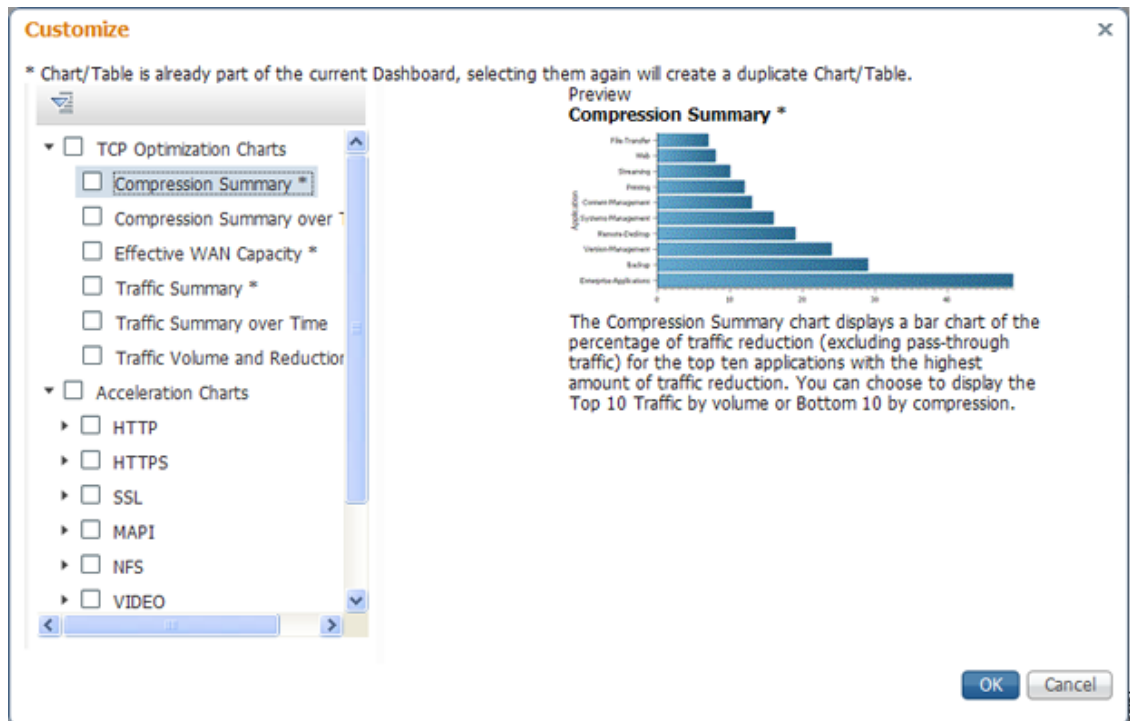 Customize
* Chart/Table is already part of the current Dashboard, selecting them again will create a duplicate Chart/Table.
TCP Optimization Charts
Compression Summary *
Compression Summary over
Effective WAN Capacity *
Traffic Summary *
Traffic Summary over Time
Traffic Volume and Reduction
Acceleration Charts
HTTP
HTTPS
SSL
MAPI
NFS
VIDEO
Preview
Compression Summary *
Application
File-Transfer
Web
Streaming
Printing
Content-Management
Systems-Management
Remote-Desktop
Version-Management
Backup
Enterprise-Applications
0 10 20 30 40
The Compression Summary chart displays a bar chart of the
percentage of traffic reduction (excluding pass-through
traffic) for the top ten applications with the highest
amount of traffic reduction. You can choose to display the
Top 10 Traffic by volume or Bottom 10 by compression.
OK
Cancel